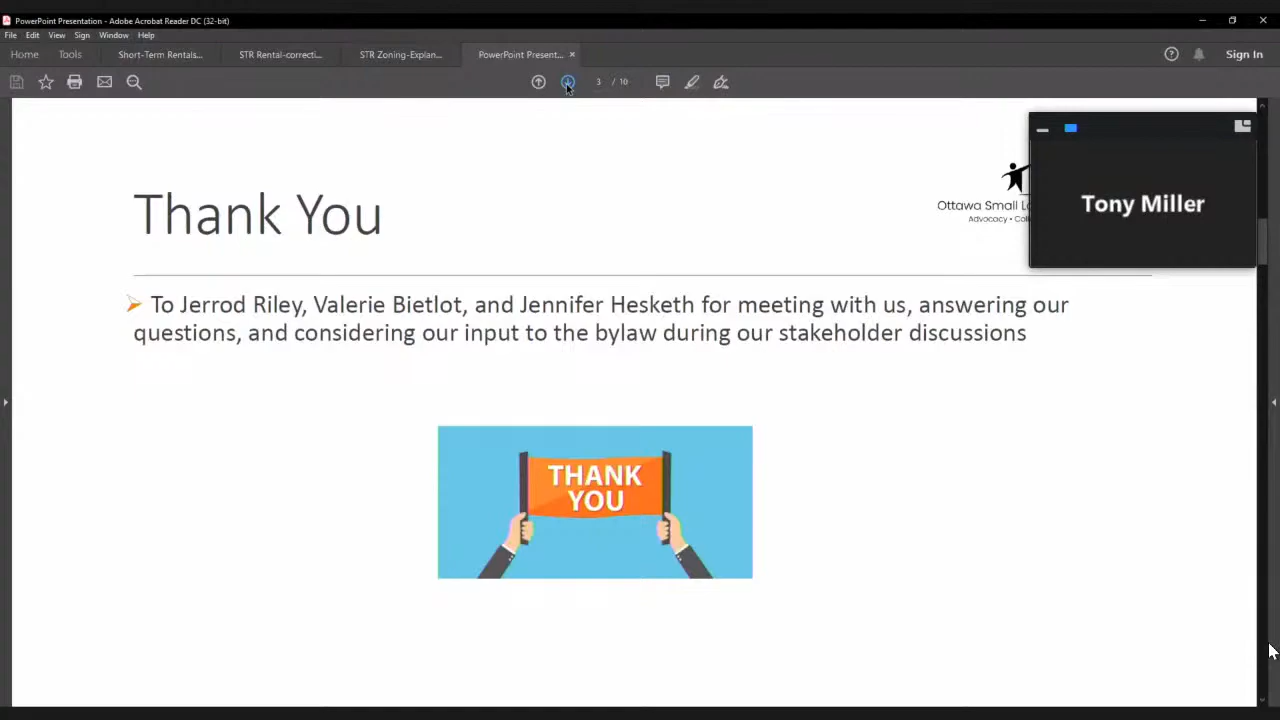 PowerPoint Presentation - Adobe Acrobat Reader DC (32-bit)
File Edit View Sign Window Help
Home Tools Short-Term Rentals... STR Rental-correcti... STR Zoning-Explan... PowerPoint Present... × Sign In
3 / 10
Thank You
Ottawa Small
Advocacy •
Tony Miller
To Jerrod Riley, Valerie Bietlot, and Jennifer Hesketh for meeting with us, answering our
questions, and considering our input to the bylaw during our stakeholder discussions
THANK
YOU